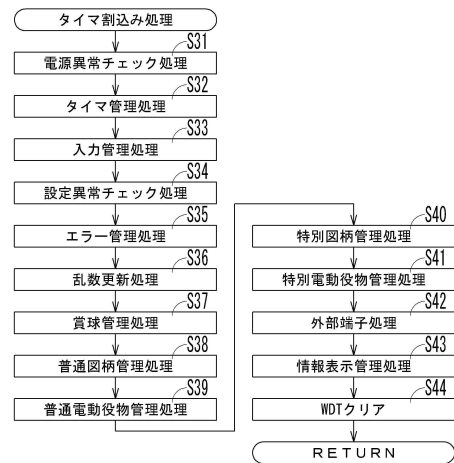 タイマ割込み処理
S31
電源異常チェック処理
S32
タイマ管理処理
S33
入力管理処理
S34
設定異常チェック処理
S35
エラー管理処理
S36
乱数更新処理
S37
賞球管理処理
S38
普通図柄管理処理
S39
普通電動役物管理処理
S40
特別図柄管理処理
S41
特別電動役物管理処理
S42
外部端子処理
S43
情報表示管理処理
S44
WDTクリア
RETURN